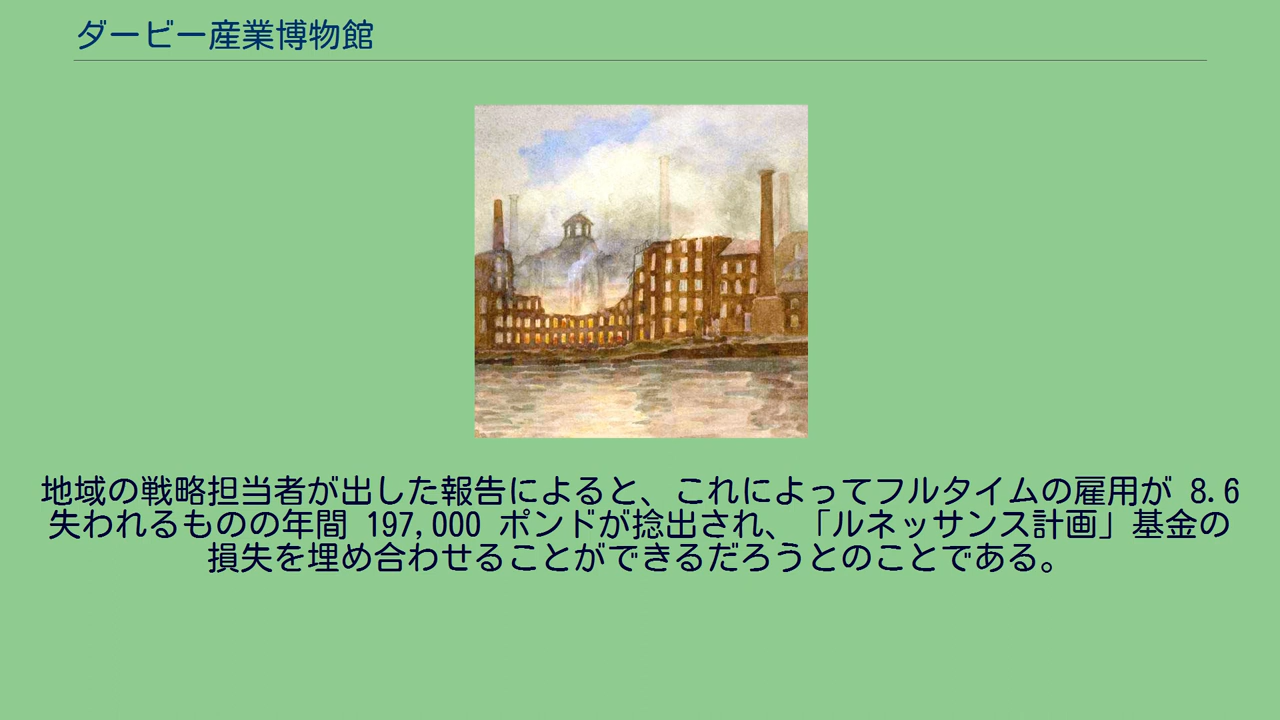 ダービー産業博物館
地域の戦略担当者が出した報告によると、これによってフルタイムの雇用が 8.6
失われるものの年間 197,000 ポンドが捻出され、「ルネッサンス計画」基金の
損失を埋め合わせることができるだろうとのことである。